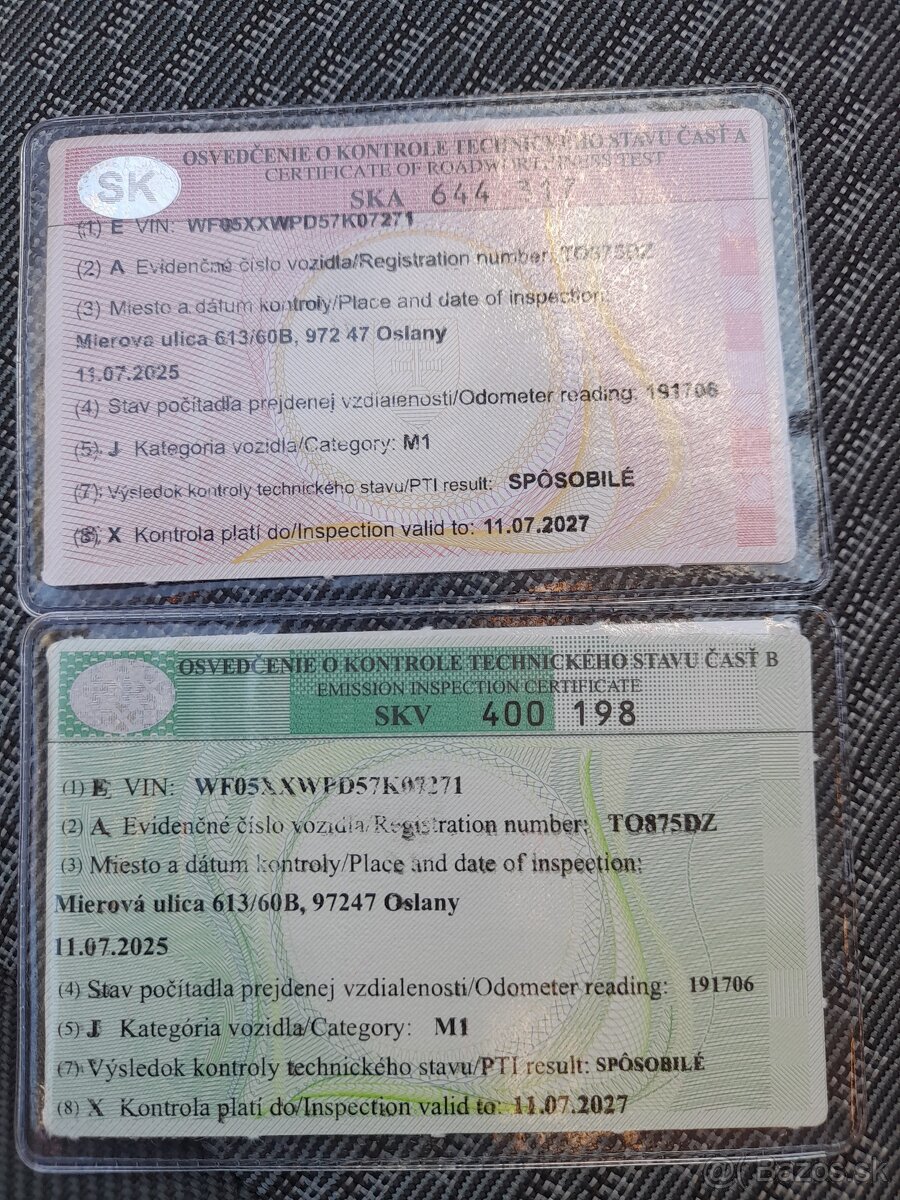 OSVEDČENIE O KONTROLE TECHNICKÉHO STAVU ČASŤ A
CERTIFICATE OF ROADWORTHINESS TEST
SK
SKA 644 317
(1) E VIN: WF05XXWPD57K07271
(2) A Evidenčné číslo vozidla/Registration number: TO875DZ
(3) Miesto a dátum kontroly/Place and date of inspection:
Mierova ulica 613/60B, 972 47 Oslany
11.07.2025
(4) Stav počítadla prejdenej vzdialenosti/Odometer reading: 191706
(5) J Kategória vozidla/Category: M1
(7) Výsledok kontroly technického stavu/PTI result: SPÔSOBILÉ
(8) X Kontrola platí do/Inspection valid to: 11.07.2027
OSVEDČENIE O KONTROLE TECHNICKÉHO STAVU ČASŤ B
EMISSION INSPECTION CERTIFICATE
SKV 400 198
(1) E VIN: WF05XXWPD57K07271
(2) A Evidenčné číslo vozidla/Registration number: TO875DZ
(3) Miesto a dátum kontroly/Place and date of inspection:
Mierová ulica 613/60B, 97247 Oslany
11.07.2025
(4) Stav počítadla prejdenej vzdialenosti/Odometer reading: 191706
(5) J Kategória vozidla/Category: M1
(7) Výsledok kontroly technického stavu/PTI result: SPÔSOBILÉ
(8) X Kontrola platí do/Inspection valid to: 11.07.2027
Bazos.sk